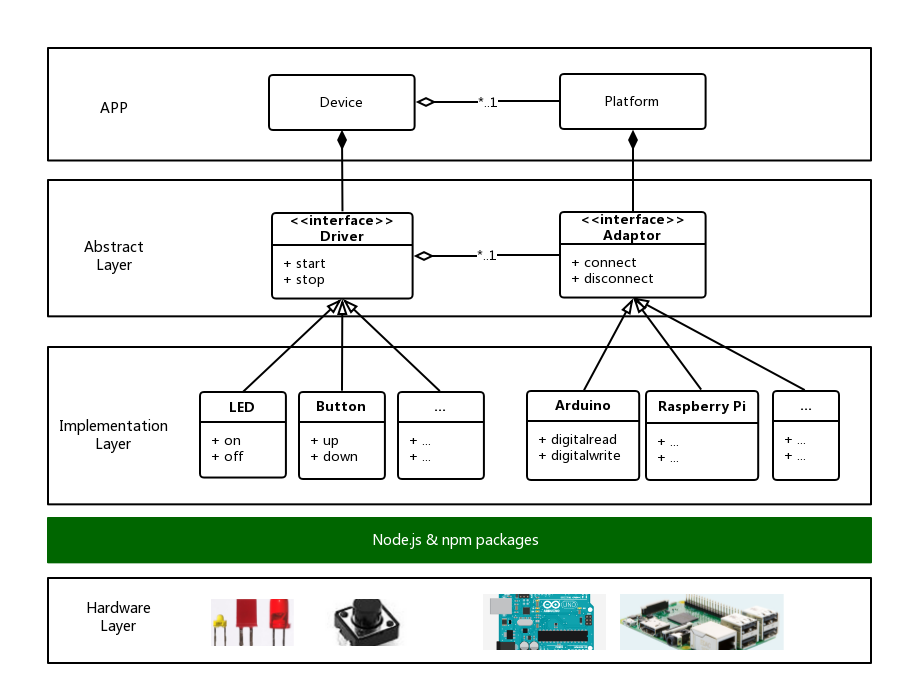 APP
Device
*..1
Platform
Abstract
Layer
<<interface>>
Driver
+ start
+ stop
*..1
<<interface>>
Adaptor
+ connect
+ disconnect
Implementation
Layer
LED
+ on
+ off
Button
+ up
+ down
...
+ ...
+ ...
Arduino
+ digitalread
+ digitalwrite
Raspberry Pi
+ ...
+ ...
...
+ ...
+ ...
Node.js & npm packages
Hardware
Layer
UNO